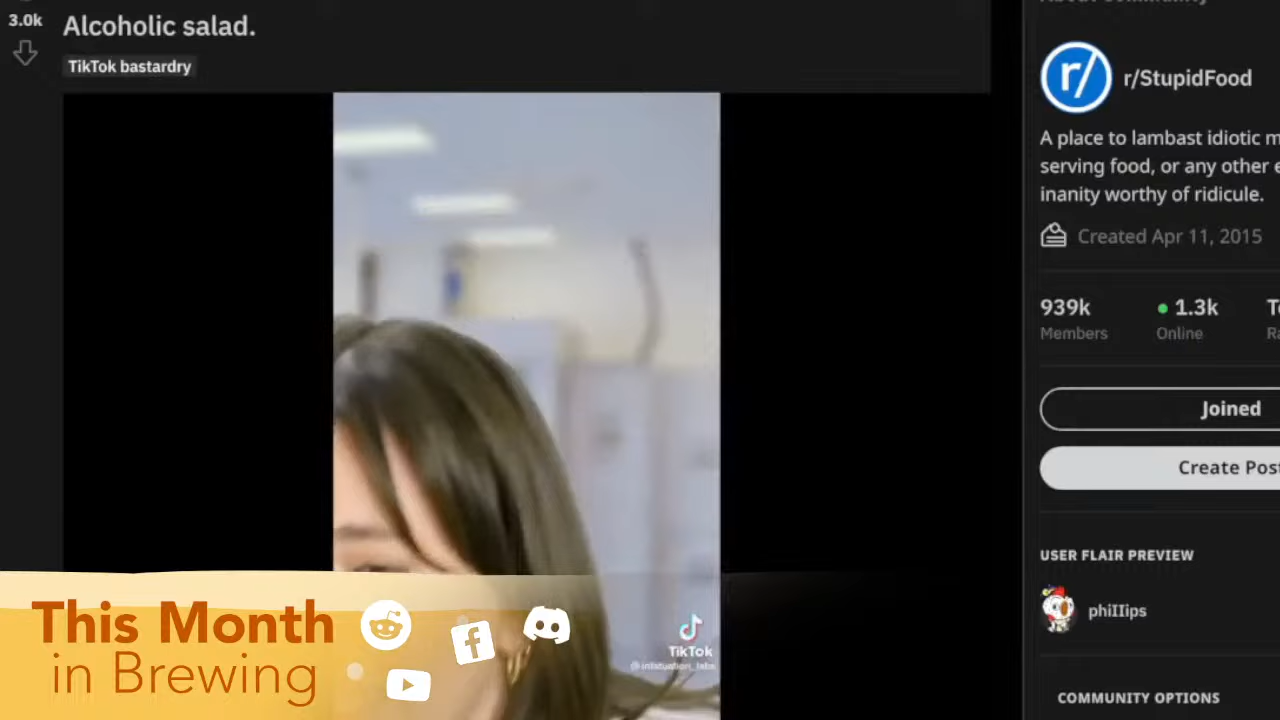 3.0k
Alcoholic salad.
TikTok bastardry
r/
r/StupidFood
A place to lambast idiotic m
serving food, or any other e
inanity worthy of ridicule.
Created Apr 11, 2015
939k
1.3k
Members
Online
Joined
Create Post
USER FLAIR PREVIEW
phiIIips
COMMUNITY OPTIONS
TikTok
This Month
in Brewing